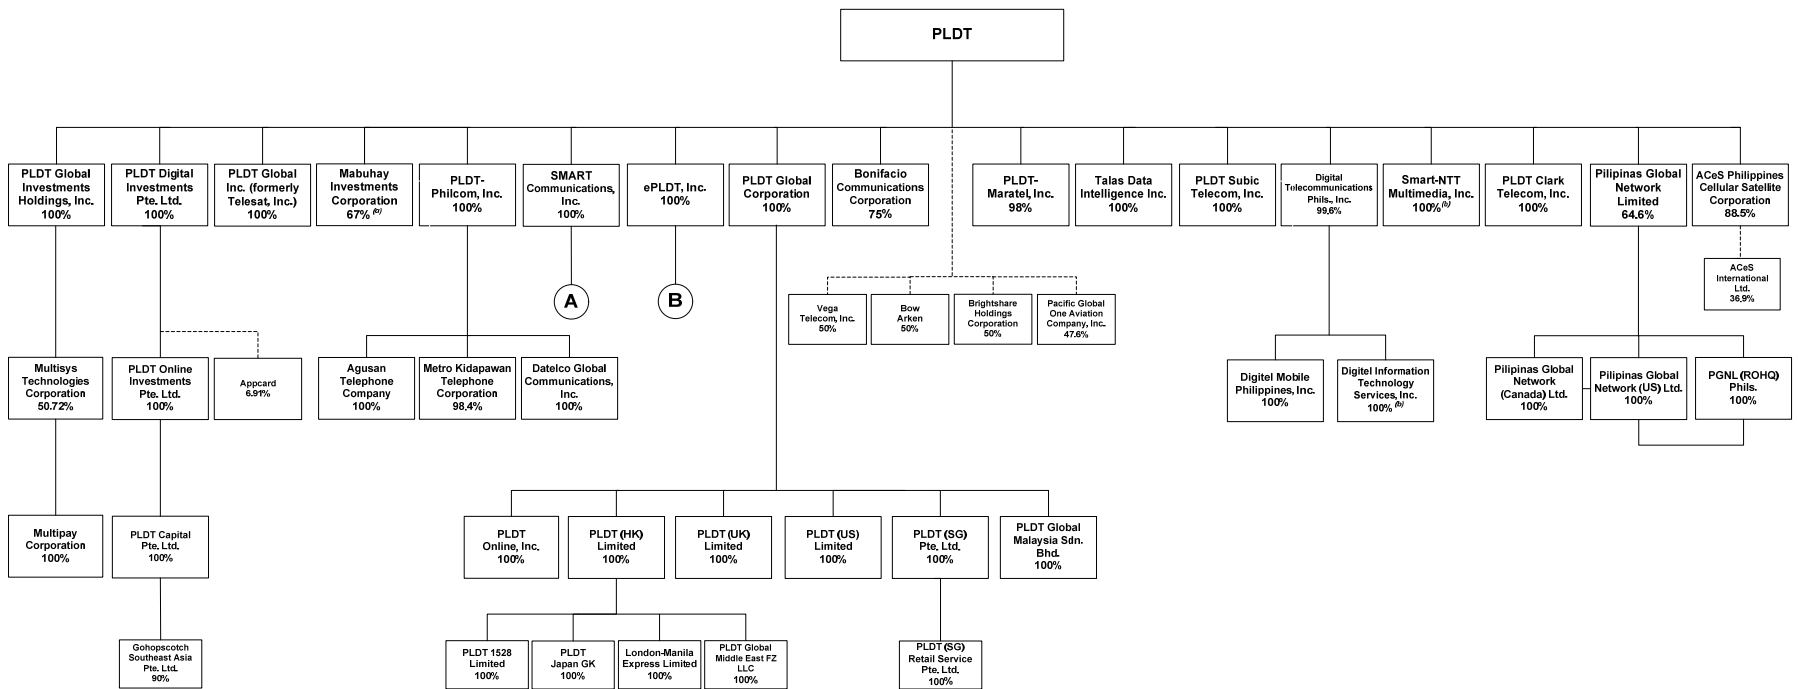 PLDT
PLDT Global
Investments
Holdings, Inc.
100%
PLDT Digital
Investments
Pte. Ltd.
100%
PLDT Global
Inc. (formerly
Telesat, Inc.)
100%
Mabuhay
Investments
Corporation
67% (a)
PLDT-
Philcom, Inc.
100%
SMART
Communications,
Inc.
100%
ePLDT, Inc.
100%
PLDT Global
Corporation
100%
Bonifacio
Communications
Corporation
75%
PLDT-
Maratel, Inc.
98%
Talas Data
Intelligence Inc.
100%
PLDT Subic
Telecom, Inc.
100%
Digital
Telecommunications
Phils., Inc.
99.6%
Smart-NTT
Multimedia, Inc.
100% (b)
PLDT Clark
Telecom, Inc.
100%
Pilipinas Global
Network
Limited
64.6%
ACeS Philippines
Cellular Satellite
Corporation
88.5%
A
B
Vega
Telecom, Inc.
50%
Bow
Arken
50%
Brightshare
Holdings
Corporation
50%
Pacific Global
One Aviation
Company, Inc.
47.6%
ACeS
International
Ltd.
36.9%
Multisys
Technologies
Corporation
50.72%
PLDT Online
Investments
Pte. Ltd.
100%
Appcard
6.91%
Agusan
Telephone
Company
100%
Metro Kidapawan
Telephone
Corporation
98.4%
Datelco Global
Communications,
Inc.
100%
Digitel Mobile
Philippines, Inc.
100%
Digitel Information
Technology
Services, Inc.
100% (b)
Pilipinas Global
Network
(Canada) Ltd.
100%
Pilipinas Global
Network (US) Ltd.
100%
PGNL (ROHQ)
Phils.
100%
Multipay
Corporation
100%
PLDT Capital
Pte. Ltd.
100%
PLDT
Online, Inc.
100%
PLDT (HK)
Limited
100%
PLDT (UK)
Limited
100%
PLDT (US)
Limited
100%
PLDT (SG)
Pte. Ltd.
100%
PLDT Global
Malaysia Sdn.
Bhd.
100%
Gohopscotch
Southeast Asia
Pte. Ltd.
90%
PLDT 1528
Limited
100%
PLDT
Japan GK
100%
London-Manila
Express Limited
100%
PLDT Global
Middle East FZ
LLC
100%
PLDT (SG)
Retail Service
Pte. Ltd.
100%